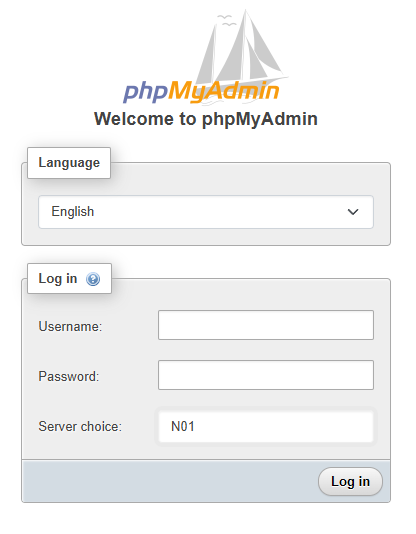 phpMyAdmin
Welcome to phpMyAdmin
Language
English
Log in
Username:
Password:
Server choice: N01
Log in